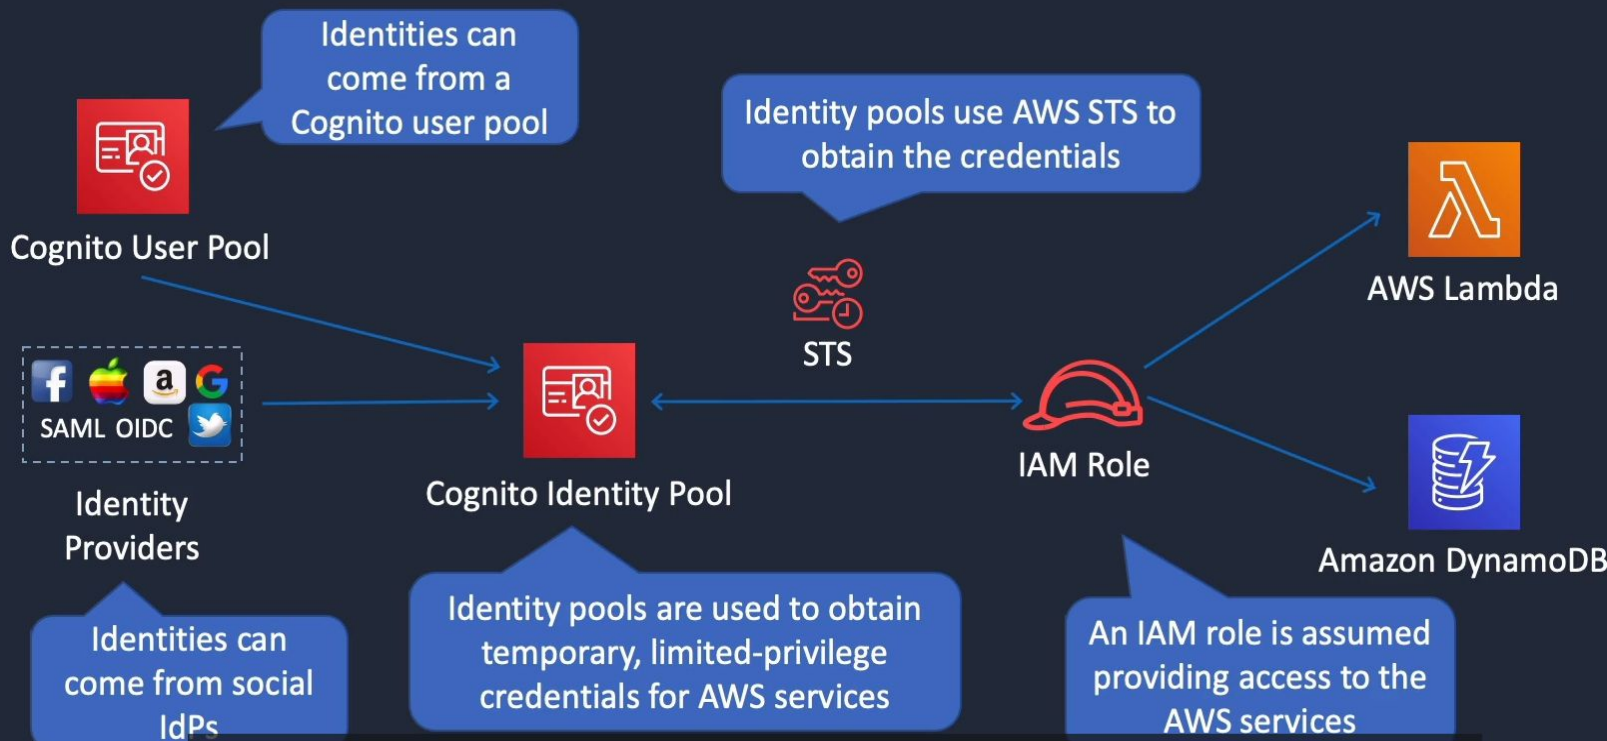 Identities can
come from a
Cognito user pool
Identity pools use AWS STS to
obtain the credentials
Cognito User Pool
AWS Lambda
STS
SAML OIDC
a
IAM Role
Cognito Identity Pool
Identity
Providers
Amazon DynamoDB
Identities can
come from social
IdPs
Identity pools are used to obtain
temporary, limited-privilege
credentials for AWS services
An IAM role is assumed
providing access to the
AWS services